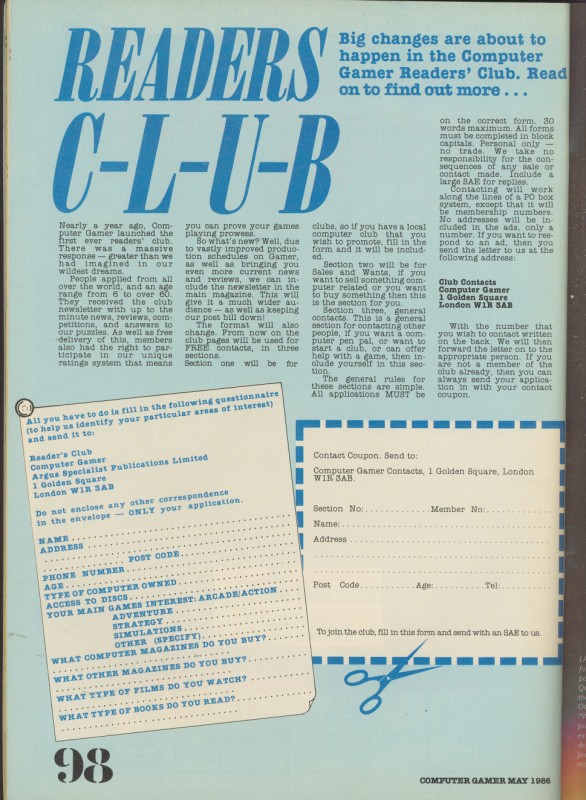 READERS
C-L-U-B
Big changes are about to
happen in the Computer
Gamer Readers' Club. Read
on to find out more . . .
Nearly a year ago, Com-
puter Gamer launched the
first ever readers' club.
There was a massive
response — greater than we
had imagined in our
wildest dreams.
People applied from all
over the world, and an age
range from 6 to over 60.
They received the club
newsletter with up to the
minute news, reviews, com-
petitions, and answers to
our puzzles. As well as free
delivery of this, members
also had the right to par-
ticipate in our unique
ratings system that means
you can prove your games
playing prowess.
So what's new? Well, due
to vastly improved produc-
tion schedules on Gamer,
as well as bringing you
even more current news
and reviews, we can in-
clude the newsletter in the
main magazine. This will
give it a much wider au-
dience — as well as keeping
our post bill down!
The format will also
change. From now on the
club pages will be used for
FREE contacts, in three
sections.
Section one will be for
clubs, so if you have a local
computer club that you
wish to promote, fill in the
form and it will be includ-
ed.
Section two will be for
Sales and Wants, if you
want to sell something com-
puter related or you want
to buy something then this
is the section for you.
Section three, general
contacts. This is a general
section for contacting other
people, if you want a com-
puter pen pal, or want to
start a club, or can offer
help with a game, then in-
clude yourself in this sec-
tion.
The general rules for
these sections are simple.
All applications MUST be
on the correct form. 30
words maximum. All forms
must be completed in block
capitals. Personal only —
no trade. We take no
responsibility for the con-
sequences of any sale or
contact made. Include a
large SAE for replies.
Contacting will work
along the lines of a PO box
system, except that it will
be membership numbers.
No addresses will be in-
cluded in the ads, only a
number. If you want to res-
pond to an ad, then you
send the letter to us at the
following address:
Club Contacts
Computer Gamer
1 Golden Square
London W1R 3AB
With the number that
you wish contact written
on the back. We will then
forward the letter on to the
appropriate person. If you
are not a member of the
club already, then you can
always send your applica-
tion in with your contact
coupon.
All you have to do is fill in the following questionnaire
(to help us identify your particular areas of interest)
and send it to:
Reader's Club
Computer Gamer
Argus Specialist Publications Limited
1 Golden Square
London W1R 3AB
Do not enclose any other correspondence
in the envelope — ONLY your application.
NAME
ADDRESS
POST CODE
PHONE NUMBER
AGE
TYPE OF COMPUTER OWNED
ACCESS TO DISCS
YOUR MAIN GAMES INTEREST: ARCADE/ACTION
ADVENTURE
STRATEGY
SIMULATIONS
OTHER (SPECIFY)
WHAT COMPUTER MAGAZINES DO YOU BUY?
WHAT OTHER MAGAZINES DO YOU BUY?
WHAT TYPE OF FILMS DO YOU WATCH?
WHAT TYPE OF BOOKS DO YOU READ?
Contact Coupon. Send to:
Computer Gamer Contacts, 1 Golden Square, London
W1R 3AB.
Section No: Member No:
Name:
Address
Post Code Age: Tel:
To join the club, fill in this form and send with an SAE to us.
98
COMPUTER GAMER MAY 1986